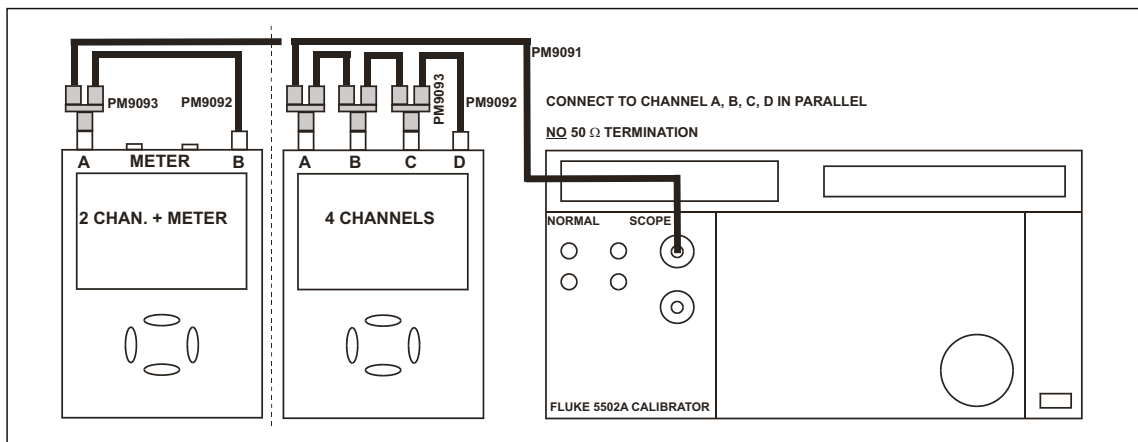 PM9091
PM9093
PM9092
PM9093
PM9092
CONNECT TO CHANNEL A, B, C, D IN PARALLEL
NO 50 Ω TERMINATION
A METER B
A B C D
2 CHAN. + METER
4 CHANNELS
NORMAL SCOPE
FLUKE 5502A CALIBRATOR